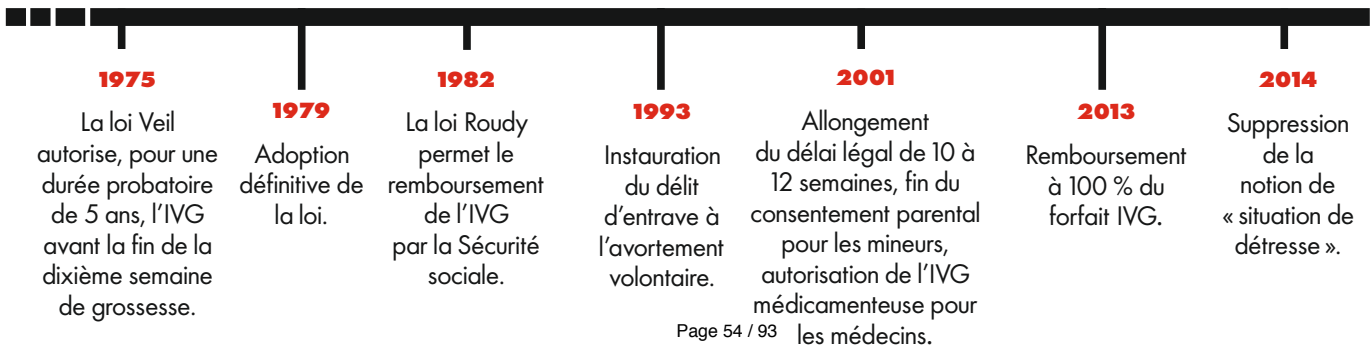 1975
La loi Veil
autorise, pour une
durée probatoire
de 5 ans, l’IVG
avant la fin de la
dixième semaine
de grossesse.
1979
Adoption
définitive de
la loi.
1982
La loi Roudy
permet le
remboursement
de l’IVG
par la Sécurité
sociale.
1993
Instauration
du délit
d’entrave à
l’avortement
volontaire.
2001
Allongement
du délai légal de 10 à
12 semaines, fin du
consentement parental
pour les mineurs,
autorisation de l’IVG
médicamenteuse pour
les médecins.
2013
Remboursement
à 100 % du
forfait IVG.
2014
Suppression
de la
notion de
« situation de
détresse ».
Page 54 / 93